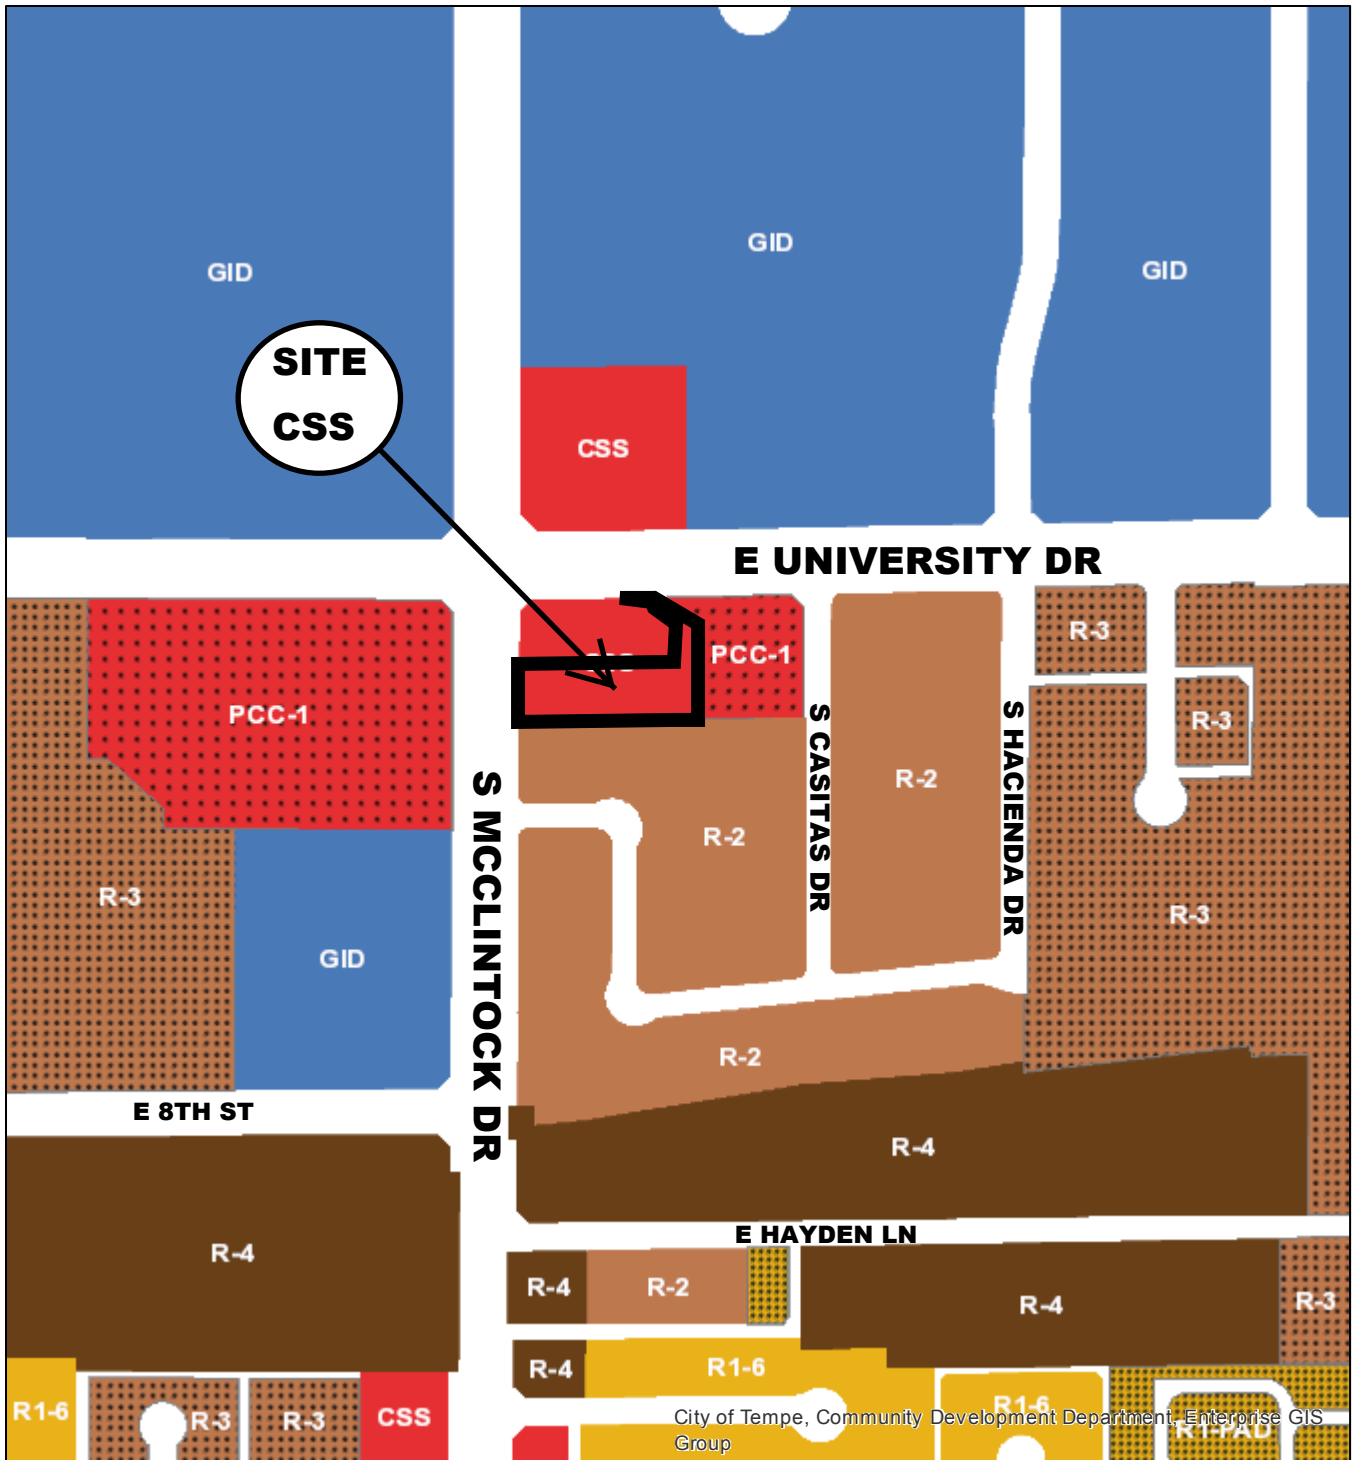 GID
GID
GID
SITE
CSS
CSS
E UNIVERSITY DR
R-3
PCC-1
PCC-1
R-3
S CASITAS DR
S HACIENDA DR
S MCCLINTOCK DR
R-2
R-2
R-3
R-3
GID
R-2
E 8TH ST
R-4
E HAYDEN LN
R-4
R-4
R-2
R-4
R-3
R-4
R1-6
R1-6
R-3
R-3
CSS
R1-6
City of Tempe, Community Development Department, Enterprise GIS
Group
R1-PAD